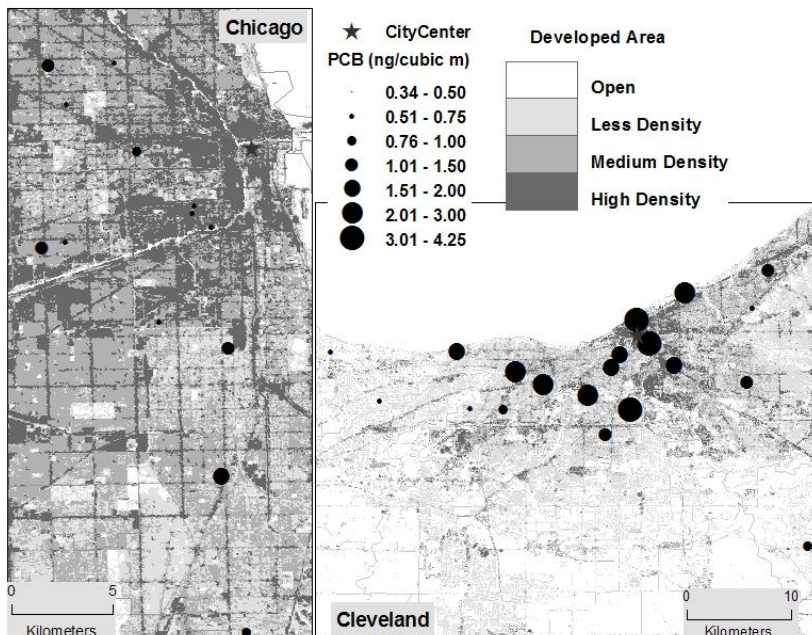 Chicago
CityCenter
PCB (ng/cubic m)
0.34 - 0.50
0.51 - 0.75
0.76 - 1.00
1.01 - 1.50
1.51 - 2.00
2.01 - 3.00
3.01 - 4.25
Developed Area
Open
Less Density
Medium Density
High Density
0 5
Kilometers
Cleveland
0 10
Kilometers